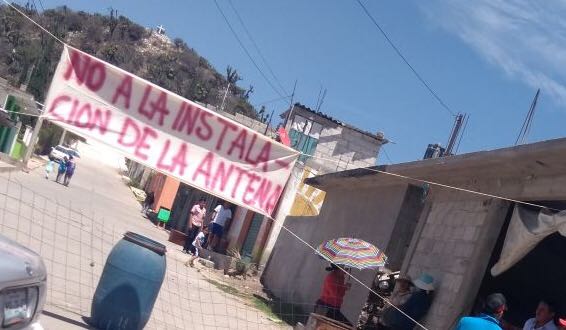 NO A LA INSTALA
CION DE LA ANTENA